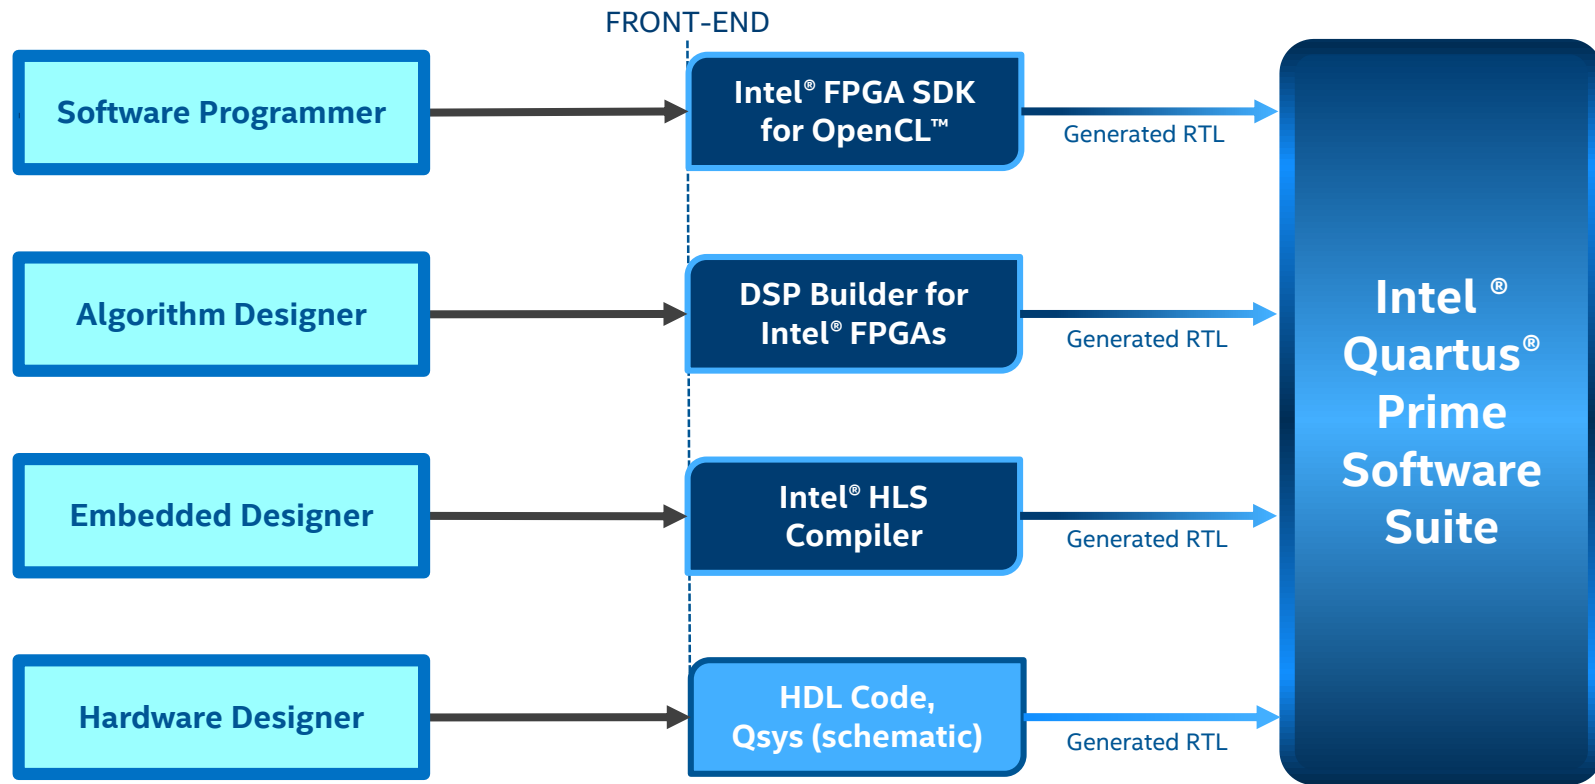 FRONT-END
Software Programmer
Intel® FPGA SDK
for OpenCL™
Generated RTL
Algorithm Designer
DSP Builder for
Intel® FPGAs
Generated RTL
Embedded Designer
Intel® HLS
Compiler
Generated RTL
Hardware Designer
HDL Code,
Qsys (schematic)
Generated RTL
Intel ®
Quartus®
Prime
Software
Suite